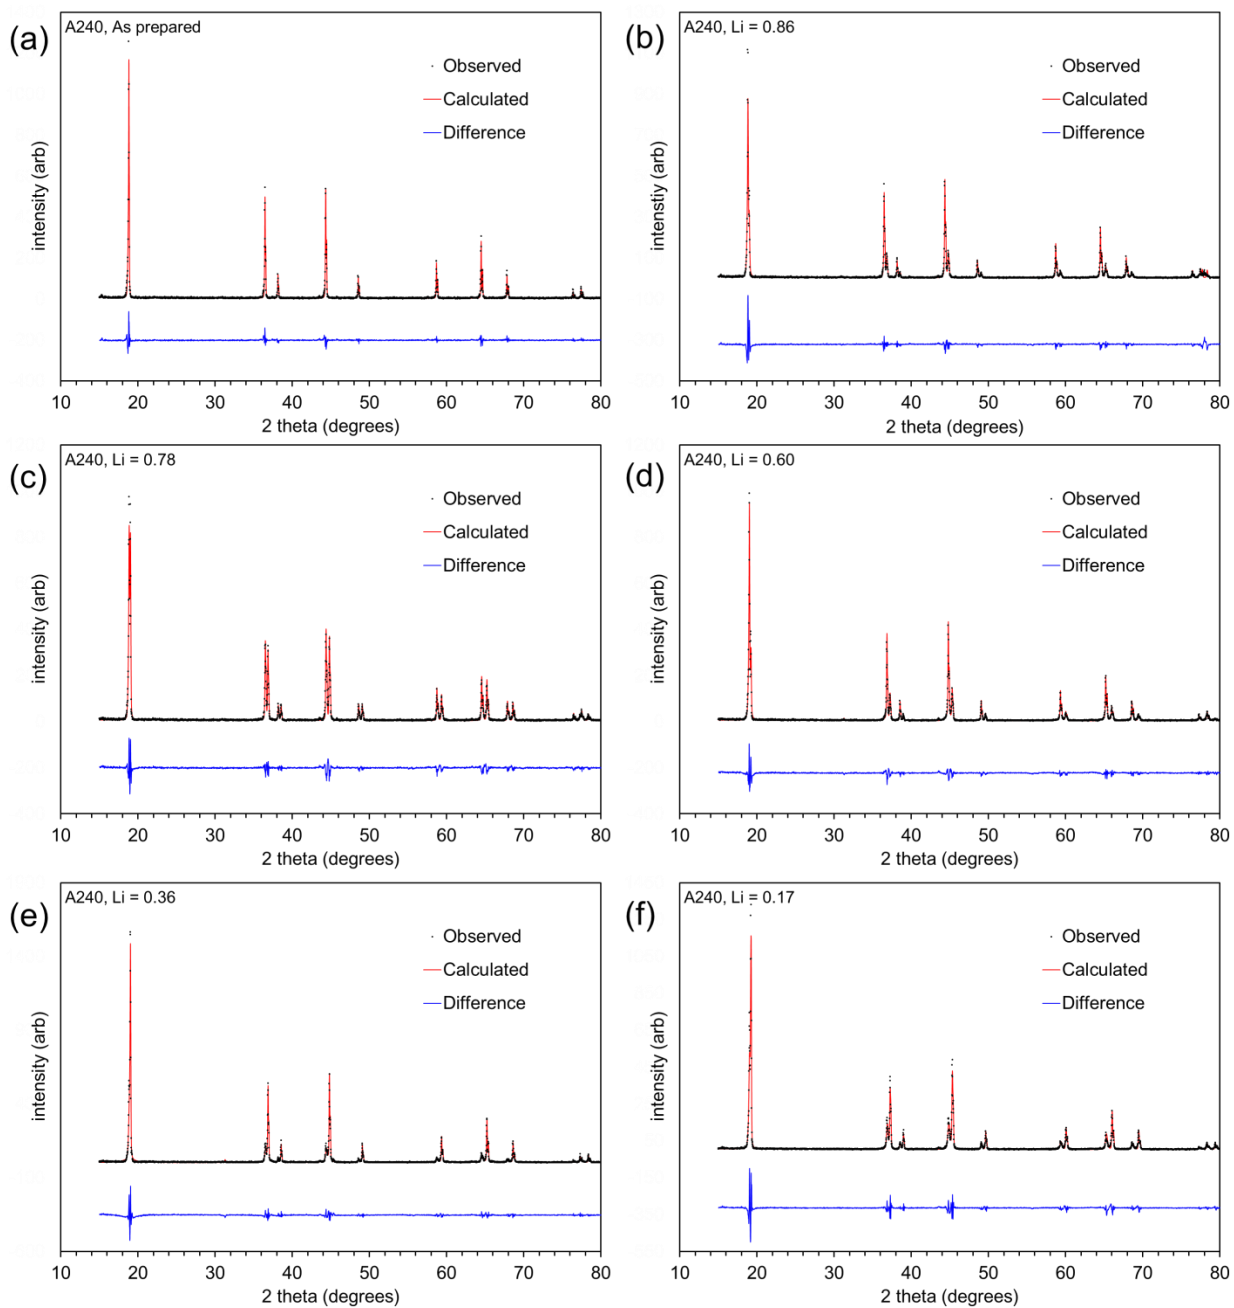 (a)
A240, As prepared
Observed
Calculated
Difference
intensity (arb)
10 20 30 40 50 60 70 80
2 theta (degrees)
(b)
A240, Li = 0.86
Observed
Calculated
Difference
intenstiy (arb)
10 20 30 40 50 60 70 80
2 theta (degrees)
(c)
A240, Li = 0.78
Observed
Calculated
Difference
intensity (arb)
10 20 30 40 50 60 70 80
2 theta (degrees)
(d)
A240, Li = 0.60
Observed
Calculated
Difference
intensity (arb)
10 20 30 40 50 60 70 80
2 theta (degrees)
(e)
A240, Li = 0.36
Observed
Calculated
Difference
intensity (arb)
10 20 30 40 50 60 70 80
2 theta (degrees)
(f)
A240, Li = 0.17
Observed
Calculated
Difference
intensity (arb)
10 20 30 40 50 60 70 80
2 theta (degrees)